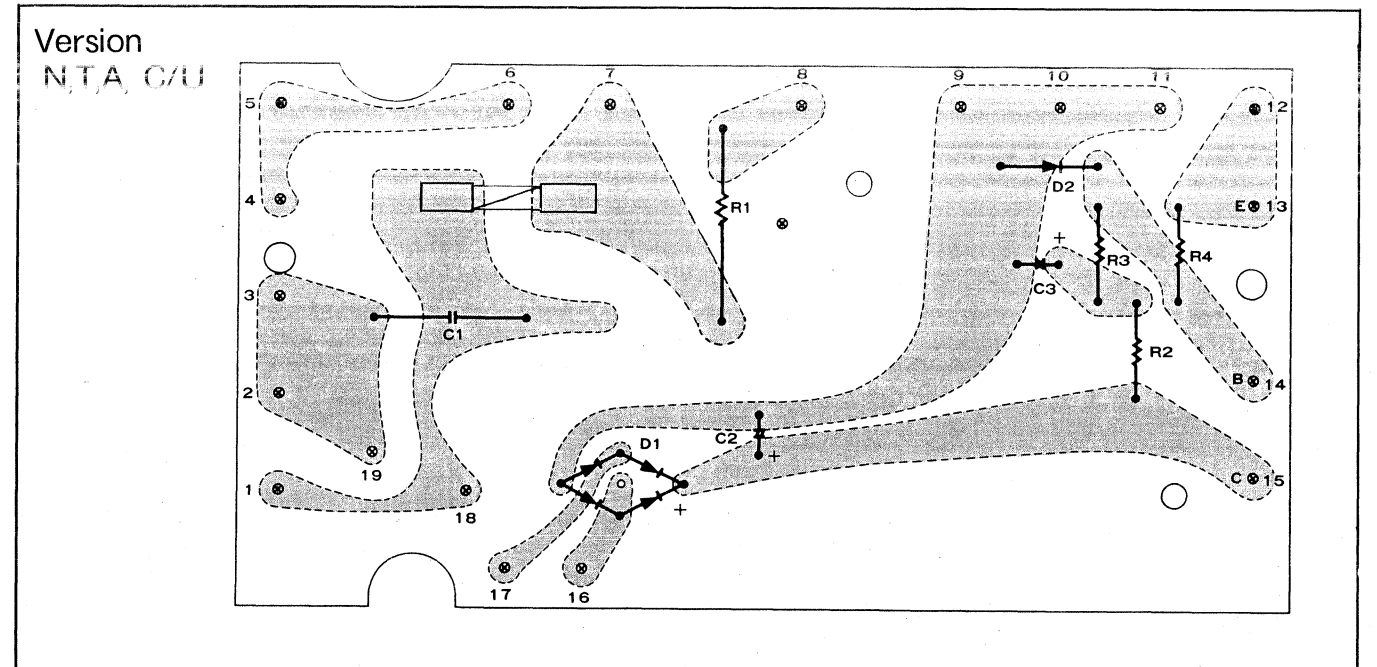 Version
N,T,A, C/U
6 7 8 9 10 11
5 12
4 R1 D2 E 13
+
3 R3 R4
C3
C1 R2
2 B 14
C2 D1
+
19
1 C 15
18 +
17 16